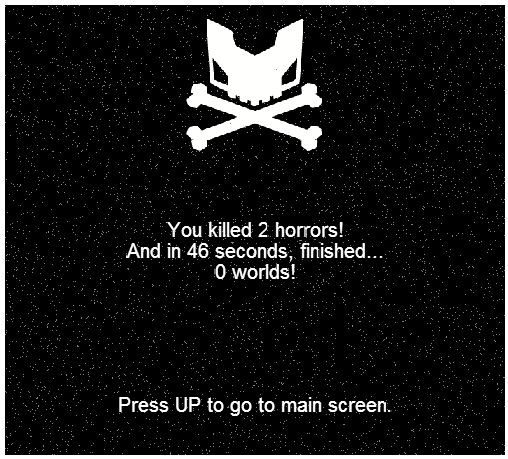 You killed 2 horrors!
And in 46 seconds, finished...
0 worlds!
Press UP to go to main screen.